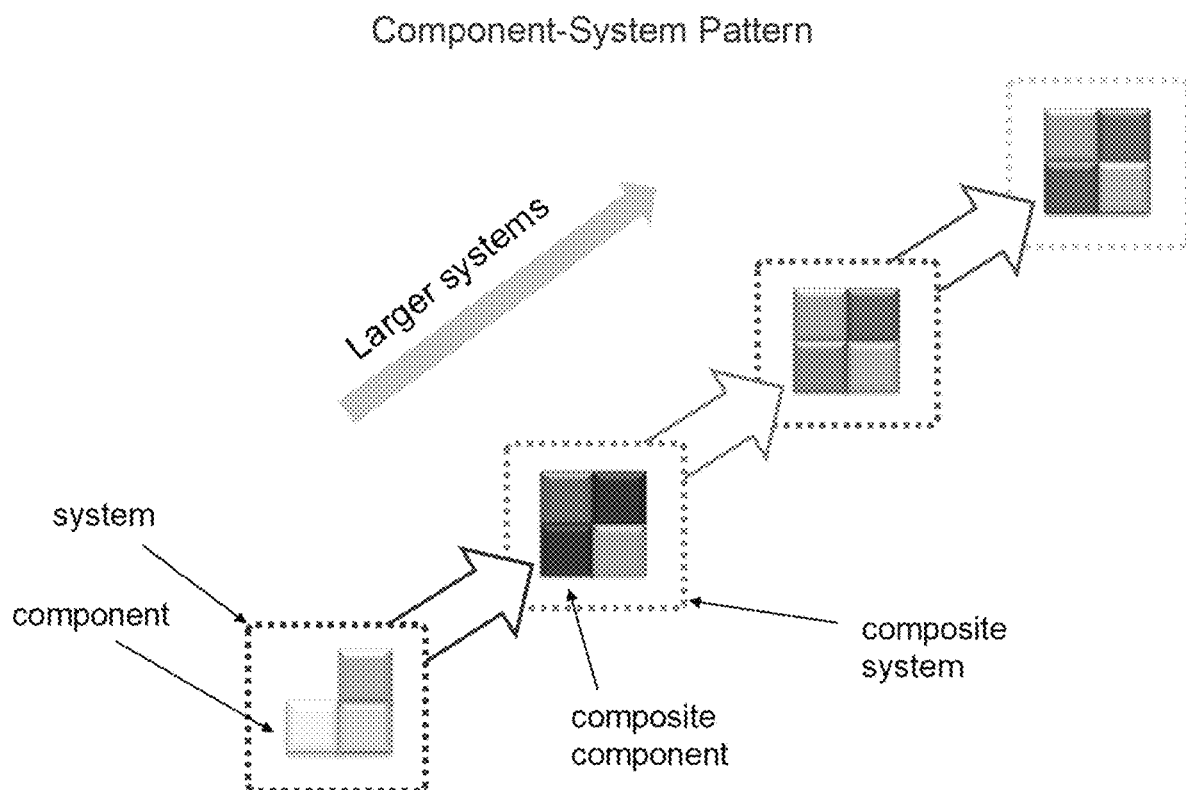 Component-System Pattern
Larger systems
system
component
composite
system
composite
component